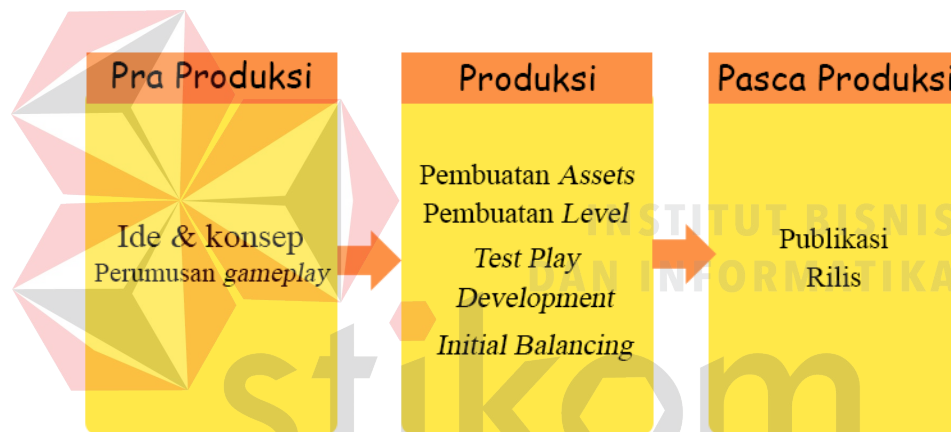 Pra Produksi
Ide & konsep
Perumusan gameplay
Produksi
Pembuatan Assets
Pembuatan Level
Test Play
Development
Initial Balancing
Pasca Produksi
Publikasi
Rilis
INSTITUT BISNIS
DAN INFORMATIKA
stikom